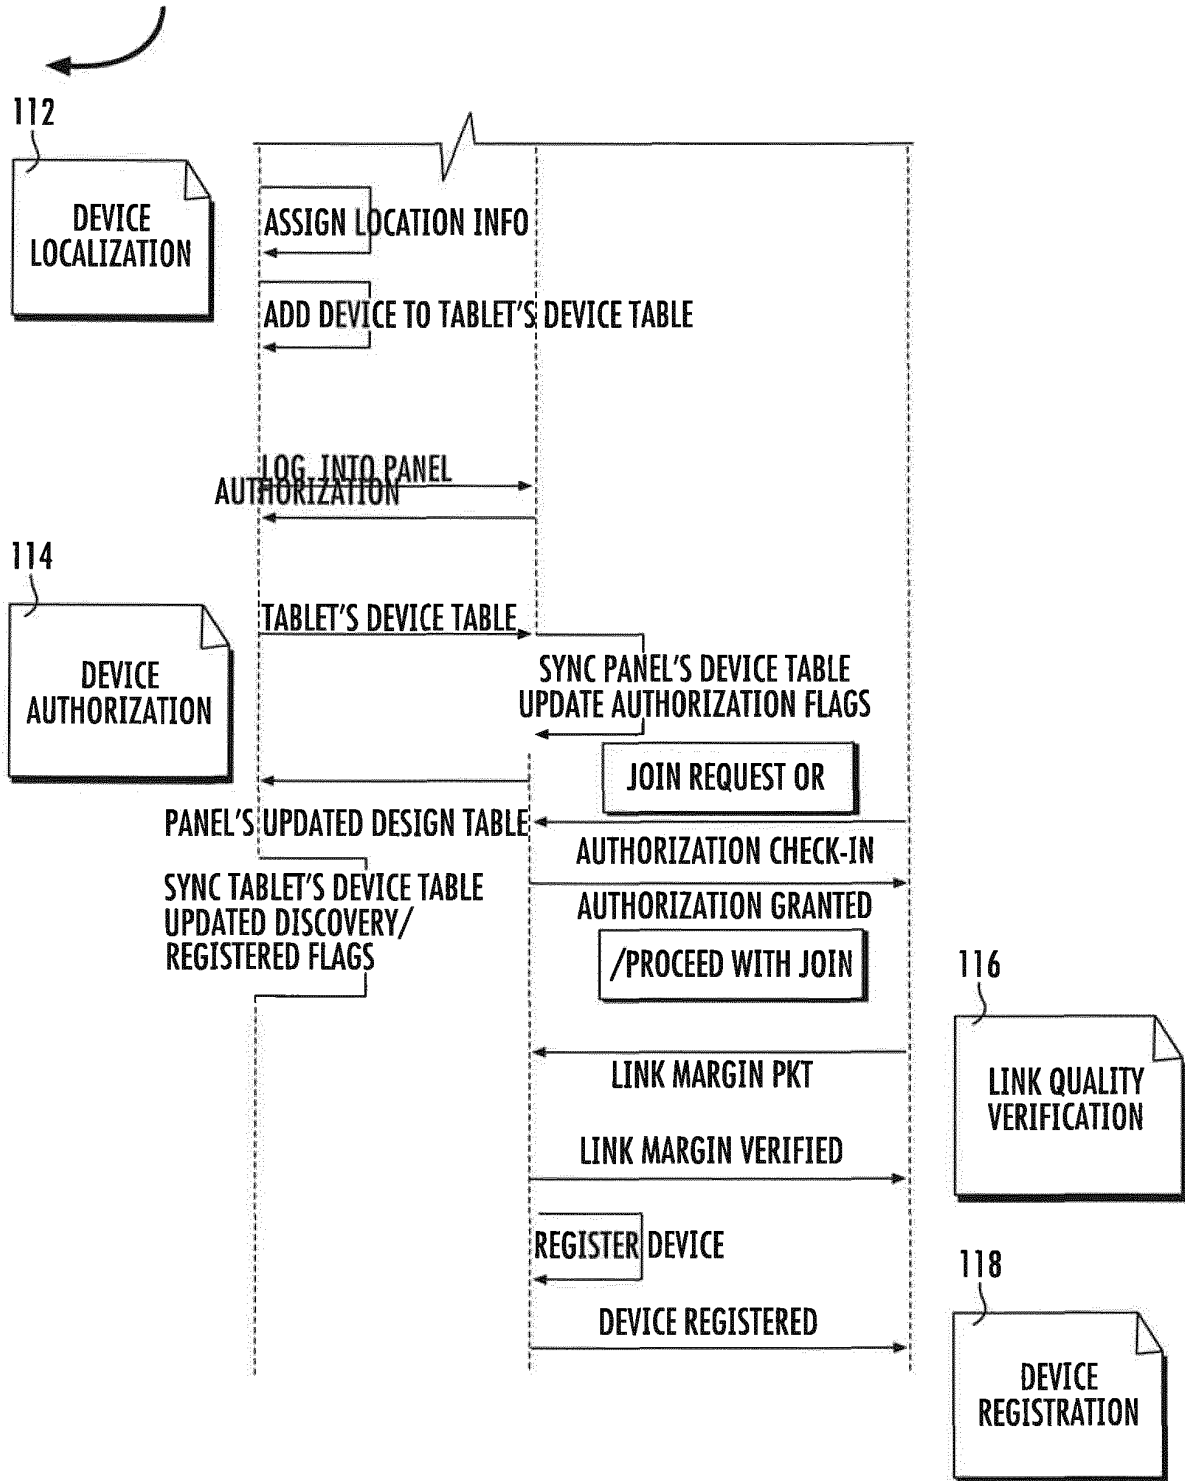 112
DEVICE
LOCALIZATION
ASSIGN LOCATION INFO
ADD DEVICE TO TABLET'S DEVICE TABLE
LOG INTO PANEL
AUTHORIZATION
114
DEVICE
AUTHORIZATION
TABLET'S DEVICE TABLE
SYNC PANEL'S DEVICE TABLE
UPDATE AUTHORIZATION FLAGS
JOIN REQUEST OR
PANEL'S UPDATED DESIGN TABLE
AUTHORIZATION CHECK-IN
SYNC TABLET'S DEVICE TABLE
UPDATED DISCOVERY/
REGISTERED FLAGS
AUTHORIZATION GRANTED
/PROCEED WITH JOIN
116
LINK QUALITY
VERIFICATION
LINK MARGIN PKT
LINK MARGIN VERIFIED
REGISTER DEVICE
118
DEVICE REGISTERED
DEVICE
REGISTRATION